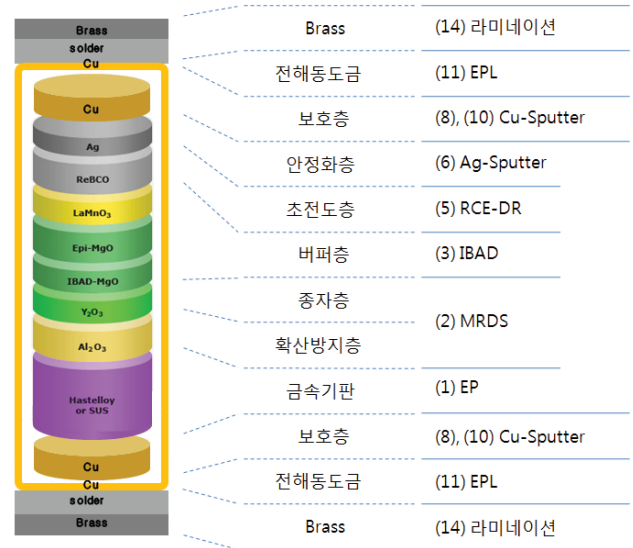 Brass
solder
Cu
Cu
Ag
ReBCO
LaMnO₃
Epi-MgO
IBAD-MgO
Y₂O₃
Al₂O₃
Hastelloy
or SUS
Cu
Cu
solder
Brass
Brass (14) 라미네이션
전해동도금 (11) EPL
보호층 (8), (10) Cu-Sputter
안정화층 (6) Ag-Sputter
초전도층 (5) RCE-DR
버퍼층 (3) IBAD
종자층
(2) MRDS
확산방지층
금속기판 (1) EP
보호층 (8), (10) Cu-Sputter
전해동도금 (11) EPL
Brass (14) 라미네이션